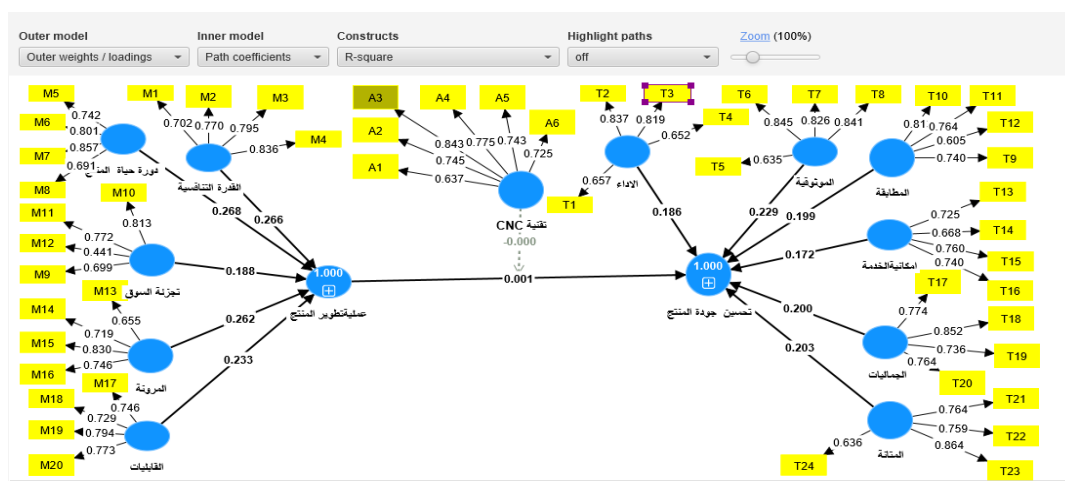 Outer model
Inner model
Constructs
Highlight paths
Zoom (100%)
Outer weights / loadings
Path coefficients
R-square
off
M5
M6
M7
M8
0.742
0.801
0.857
0.691
دورة حياة المنتج
M1
M2
M3
M4
0.702
0.770
0.795
0.836
القدرة التنافسية
0.268
0.266
M10
M11
M12
M9
0.813
0.772
0.441
0.699
تجزئة السوق
0.188
M13
M14
M15
M16
0.655
0.719
0.830
0.746
المرونة
0.262
M17
M18
M19
M20
0.746
0.729
0.794
0.773
القابليات
0.233
1.000
عمليةتطوير المنتج
A3
A4
A5
A6
A2
A1
0.843
0.775
0.743
0.725
0.745
0.637
تقنية CNC
-0.000
0.001
T2
T3
T4
T1
0.837
0.819
0.652
0.657
الاداء
0.186
T6
T7
T8
T5
0.845
0.826
0.841
0.635
الموثوقية
0.229
T10
T11
T12
T9
0.81
0.764
0.605
0.740
المطابقة
0.199
T13
T14
T15
T16
0.725
0.668
0.760
0.740
امكانيةالخدمة
0.172
1.000
تحسين جودة المنتج
T17
T18
T19
T20
0.774
0.852
0.736
0.764
الجماليات
0.200
T21
T22
T23
T24
0.764
0.759
0.864
0.636
المتانة
0.203